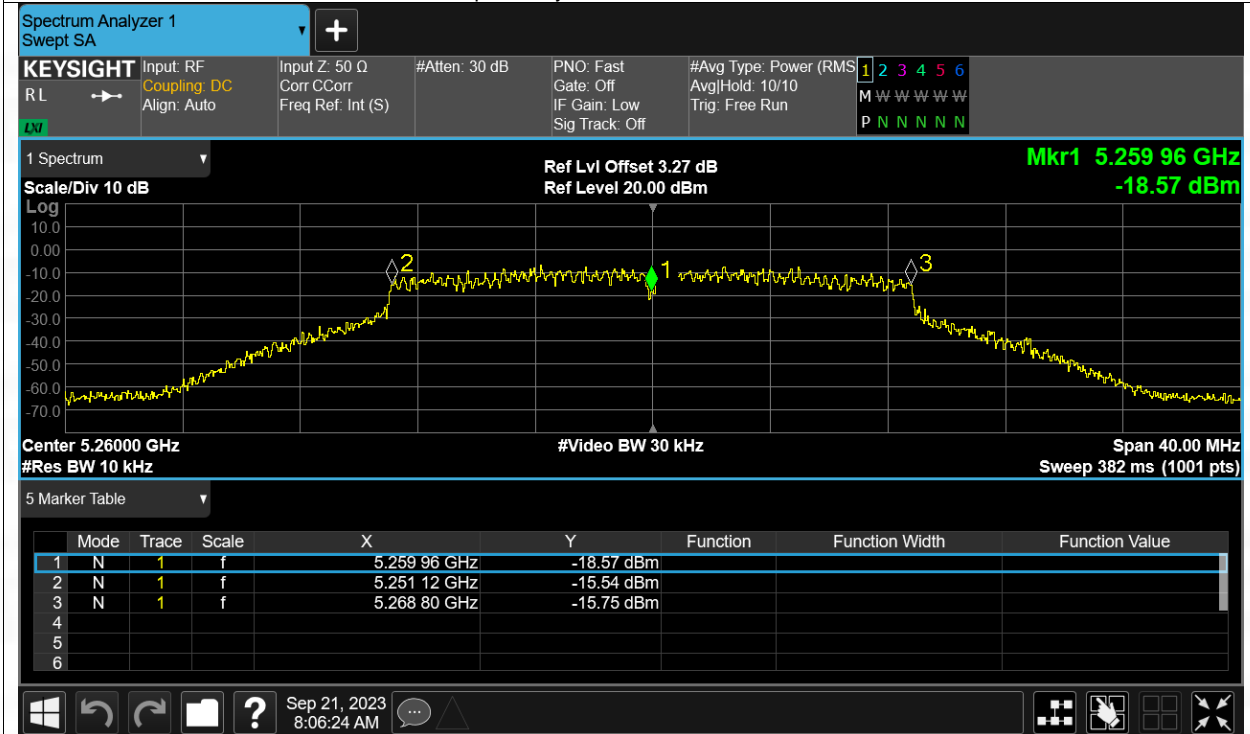 Spectrum Analyzer 1
Swept SA
+
KEYSIGHT Input: RF Input Z: 50 Ω #Atten: 30 dB PNO: Fast #Avg Type: Power (RMS 1 2 3 4 5 6
R L Coupling: DC Corr CCorr Gate: Off Avg|Hold: 10/10 M W W W W W
Align: Auto Freq Ref: Int (S) IF Gain: Low Trig: Free Run
LXI Sig Track: Off P N N N N N
1 Spectrum Ref Lvl Offset 3.27 dB Mkr1 5.259 96 GHz
Scale/Div 10 dB Ref Level 20.00 dBm -18.57 dBm
Log
10.0
0.00
-10.0
-20.0
-30.0
-40.0
-50.0
-60.0
-70.0
2
1
3
Center 5.26000 GHz #Video BW 30 kHz Span 40.00 MHz
#Res BW 10 kHz Sweep 382 ms (1001 pts)
5 Marker Table
Mode Trace Scale X Y Function Function Width Function Value
1 N 1 f 5.259 96 GHz -18.57 dBm
2 N 1 f 5.251 12 GHz -15.54 dBm
3 N 1 f 5.268 80 GHz -15.75 dBm
4
5
6
? Sep 21, 2023
8:06:24 AM